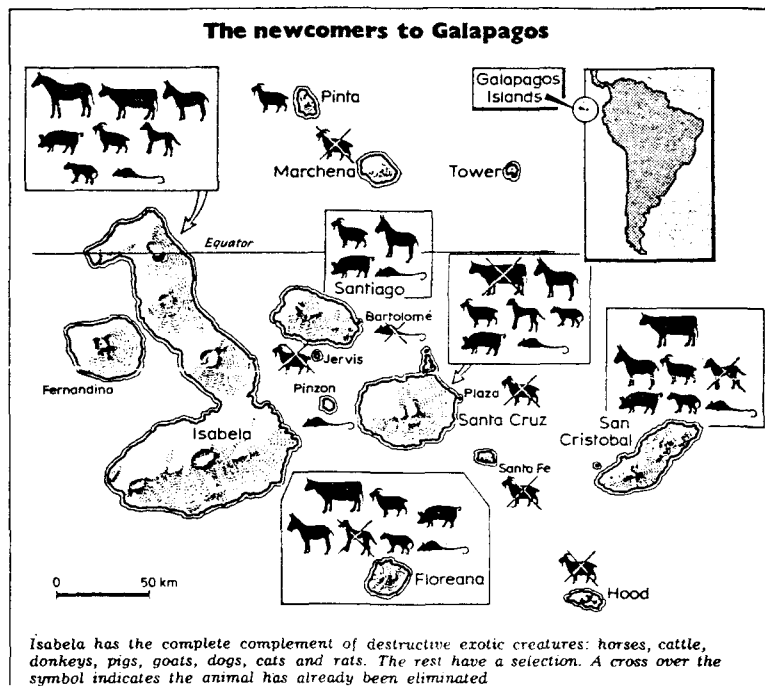 The newcomers to Galapagos
Galapagos
Islands
Pinta
Marchena
Tower
Equator
Santiago
Bartolomé
Jervis
Fernandina
Pinzon
Plaza
Santa Cruz
San
Cristobal
Isabela
Santa Fe
Floreana
Hood
0 50 km
Isabela has the complete complement of destructive exotic creatures: horses, cattle,
donkeys, pigs, goats, dogs, cats and rats. The rest have a selection. A cross over the
symbol indicates the animal has already been eliminated